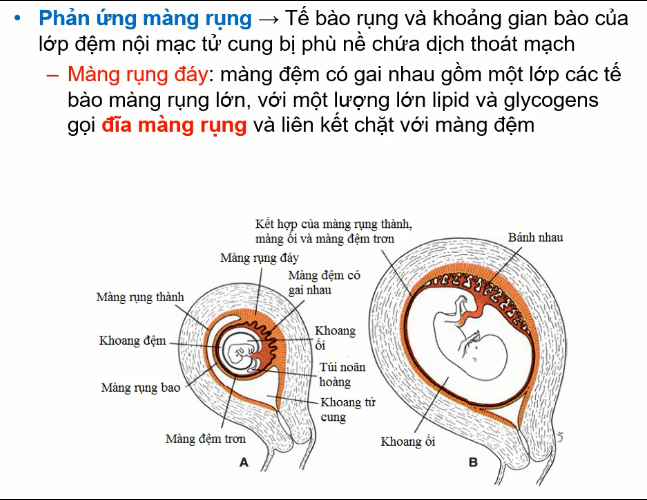 • Phản ứng màng rụng → Tế bào rụng và khoảng gian bào của
lớp đệm nội mạc tử cung bị phù nề chứa dịch thoát mạch
– Màng rụng đáy: màng đệm có gai nhau gồm một lớp các tế
bào màng rụng lớn, với một lượng lớn lipid và glycogens
gọi đĩa màng rụng và liên kết chặt với màng đệm
Kết hợp của màng rụng thành,
màng ối và màng đệm trơn
Bánh nhau
Màng rụng đáy
Màng đệm có
gai nhau
Màng rụng thành
Khoang đệm
Khoang
ối
Túi noãn
hoàng
Màng rụng bao
Khoang tử
cung
Màng đệm trơn
Khoang ối
A
B